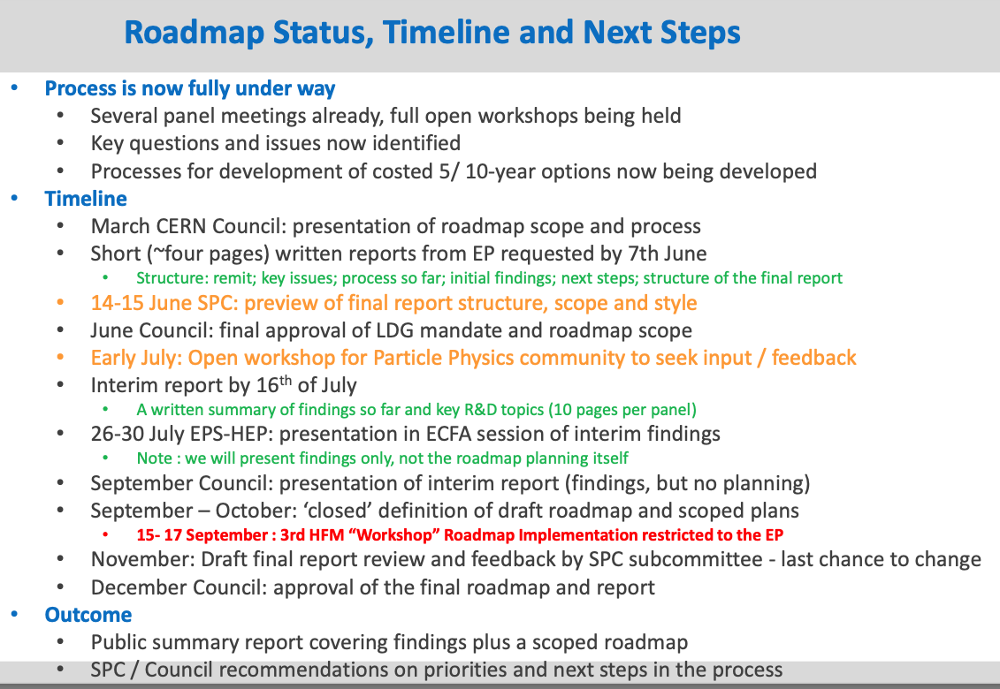 Roadmap Status, Timeline and Next Steps
• Process is now fully under way
• Several panel meetings already, full open workshops being held
• Key questions and issues now identified
• Processes for development of costed 5/ 10-year options now being developed
• Timeline
• March CERN Council: presentation of roadmap scope and process
• Short (~four pages) written reports from EP requested by 7th June
• Structure: remit; key issues; process so far; initial findings; next steps; structure of the final report
• 14-15 June SPC: preview of final report structure, scope and style
• June Council: final approval of LDG mandate and roadmap scope
• Early July: Open workshop for Particle Physics community to seek input / feedback
• Interim report by 16th of July
• A written summary of findings so far and key R&D topics (10 pages per panel)
• 26-30 July EPS-HEP: presentation in ECFA session of interim findings
• Note : we will present findings only, not the roadmap planning itself
• September Council: presentation of interim report (findings, but no planning)
• September – October: ‘closed’ definition of draft roadmap and scoped plans
• 15- 17 September : 3rd HFM “Workshop” Roadmap Implementation restricted to the EP
• November: Draft final report review and feedback by SPC subcommittee - last chance to change
• December Council: approval of the final roadmap and report
• Outcome
• Public summary report covering findings plus a scoped roadmap
• SPC / Council recommendations on priorities and next steps in the process